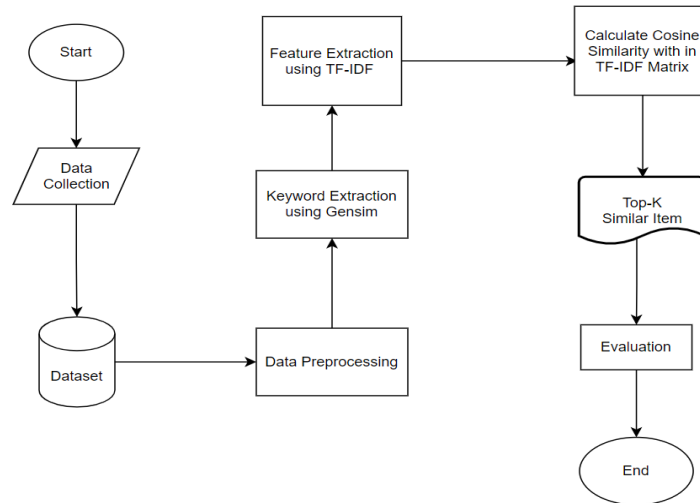 Start
Data
Collection
Dataset
Data Preprocessing
Keyword Extraction
using Gensim
Feature Extraction
using TF-IDF
Calculate Cosine
Similarity with in
TF-IDF Matrix
Top-K
Similar Item
Evaluation
End